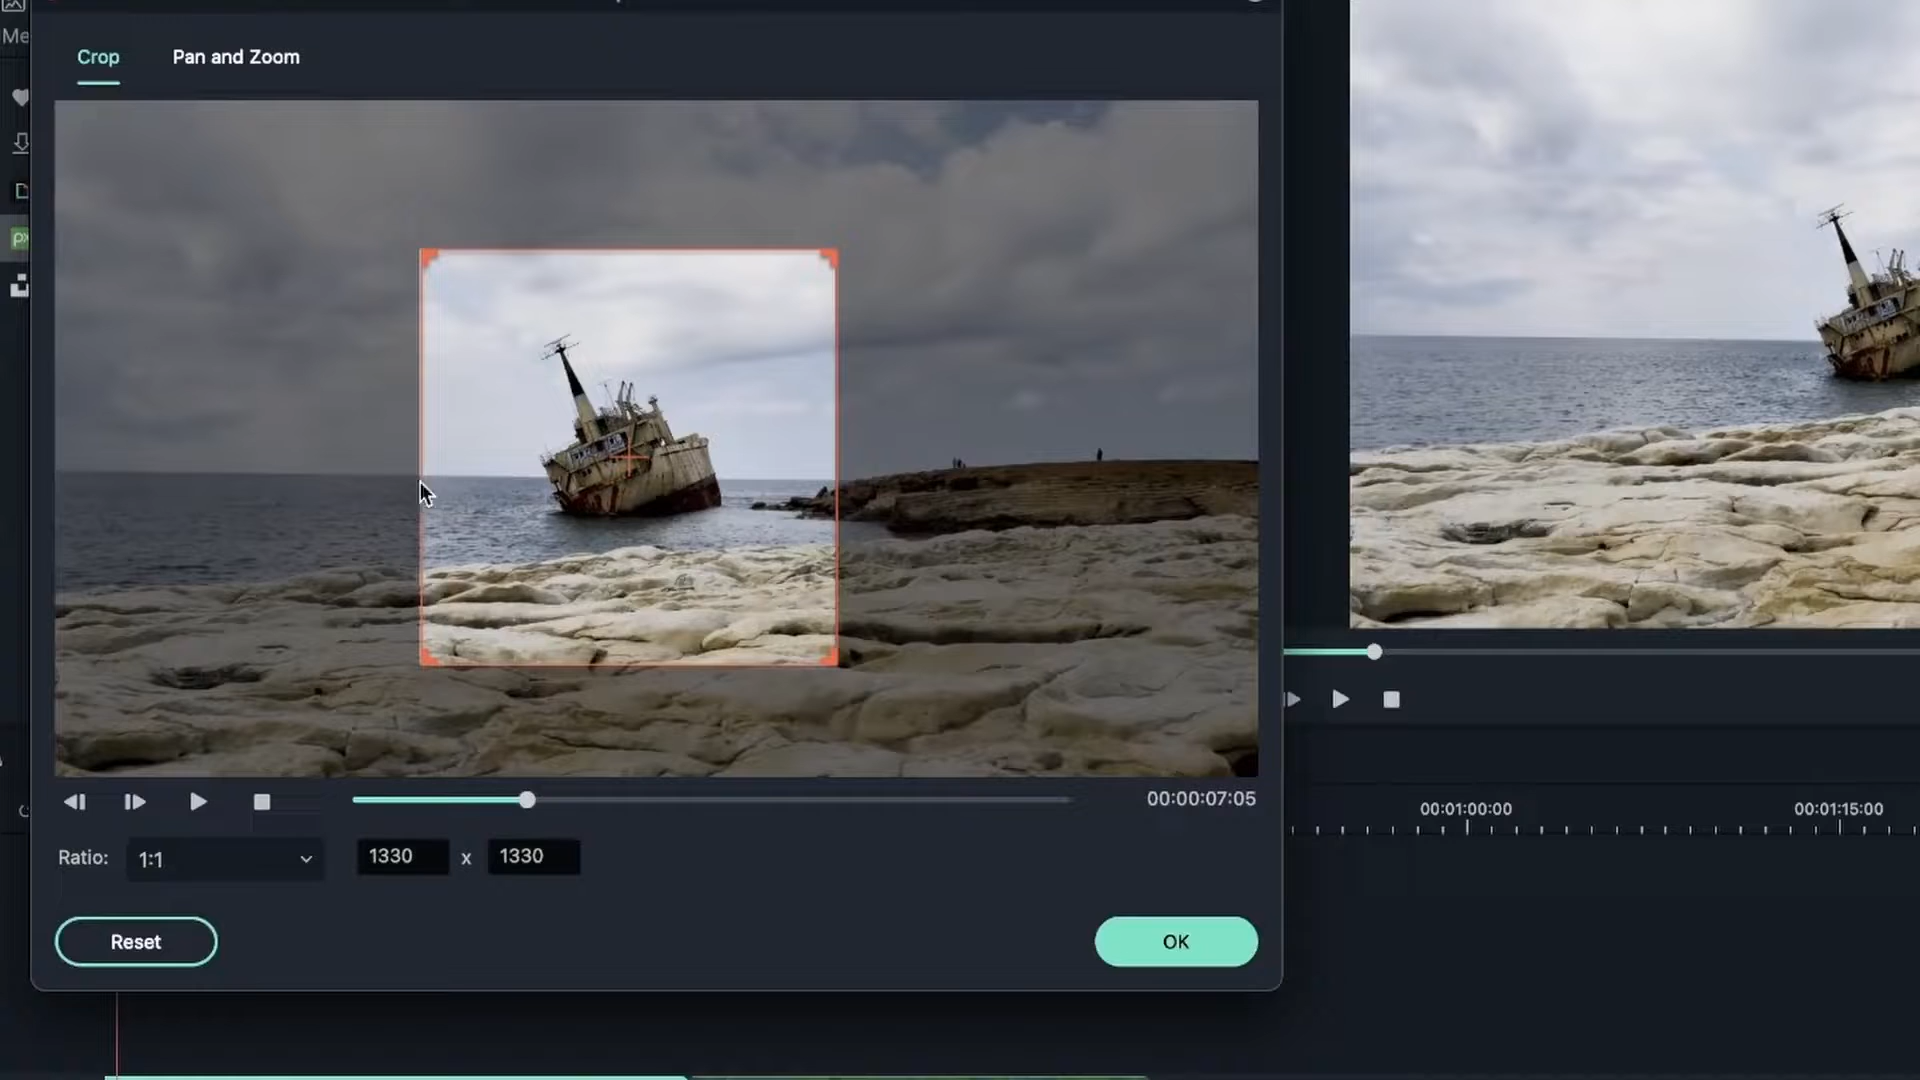 Me
Crop
Pan and Zoom
00:00:07:05
Ratio:
1:1
1330
x
1330
Reset
OK
00:01:00:00
00:01:15:00